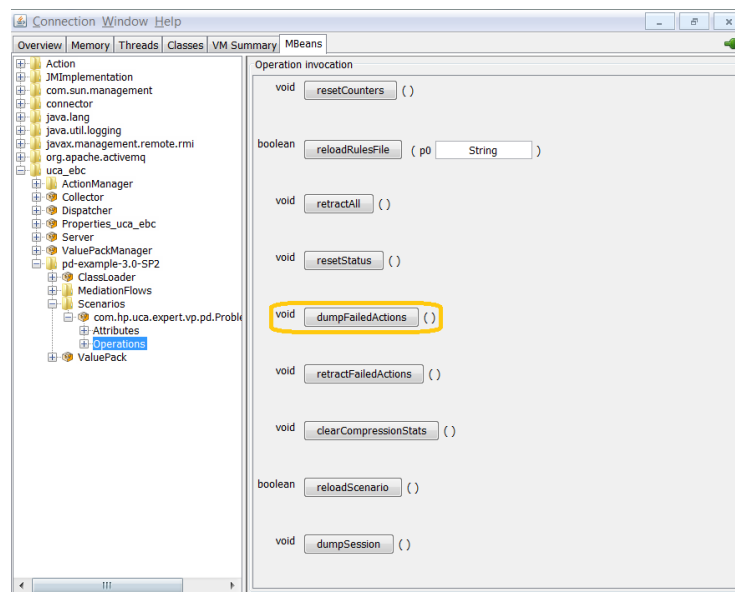 Connection Window Help
Overview Memory Threads Classes VM Summary MBeans
Action
JMImplementation
com.sun.management
connector
java.lang
java.util.logging
javax.management.remote.rmi
org.apache.activemq
uca_ebc
ActionManager
Collector
Dispatcher
Properties_uca_ebc
Server
ValuePackManager
pd-example-3.0-SP2
ClassLoader
MediationFlows
Scenarios
com.hp.uca.expert.vp.pd.Proble
Attributes
Operations
ValuePack
Operation invocation
void resetCounters ( )
boolean reloadRulesFile ( p0 String )
void retractAll ( )
void resetStatus ( )
void dumpFailedActions ( )
void retractFailedActions ( )
void clearCompressionStats ( )
boolean reloadScenario ( )
void dumpSession ( )